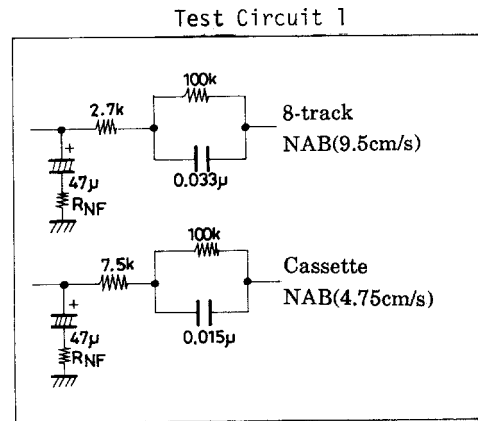 Test Circuit 1
100k
2.7k
8-track
NAB(9.5cm/s)
+
47μ
0.033μ
RNF
100k
7.5k
Cassette
NAB(4.75cm/s)
+
47μ
0.015μ
RNF